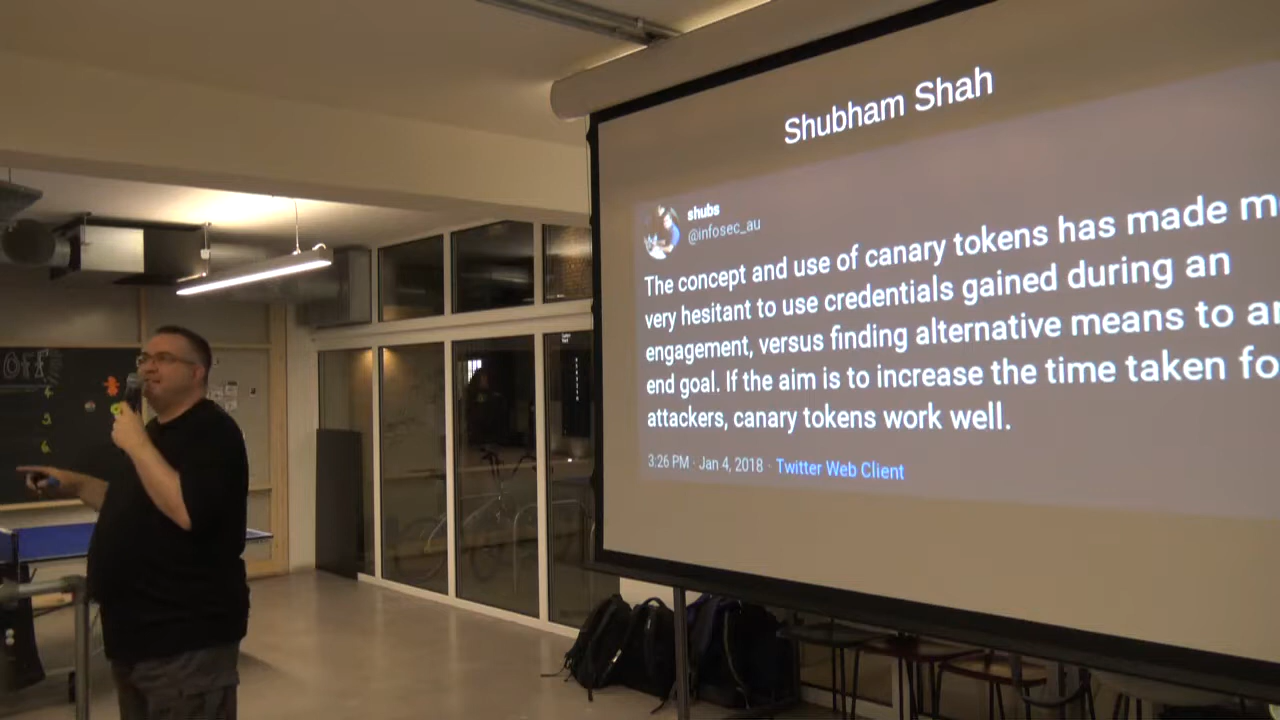 Shubham Shah
shubs
@infosec_au
The concept and use of canary tokens has made m
very hesitant to use credentials gained during an
engagement, versus finding alternative means to an
end goal. If the aim is to increase the time taken fo
attackers, canary tokens work well.
3:26 PM · Jan 4, 2018 · Twitter Web Client